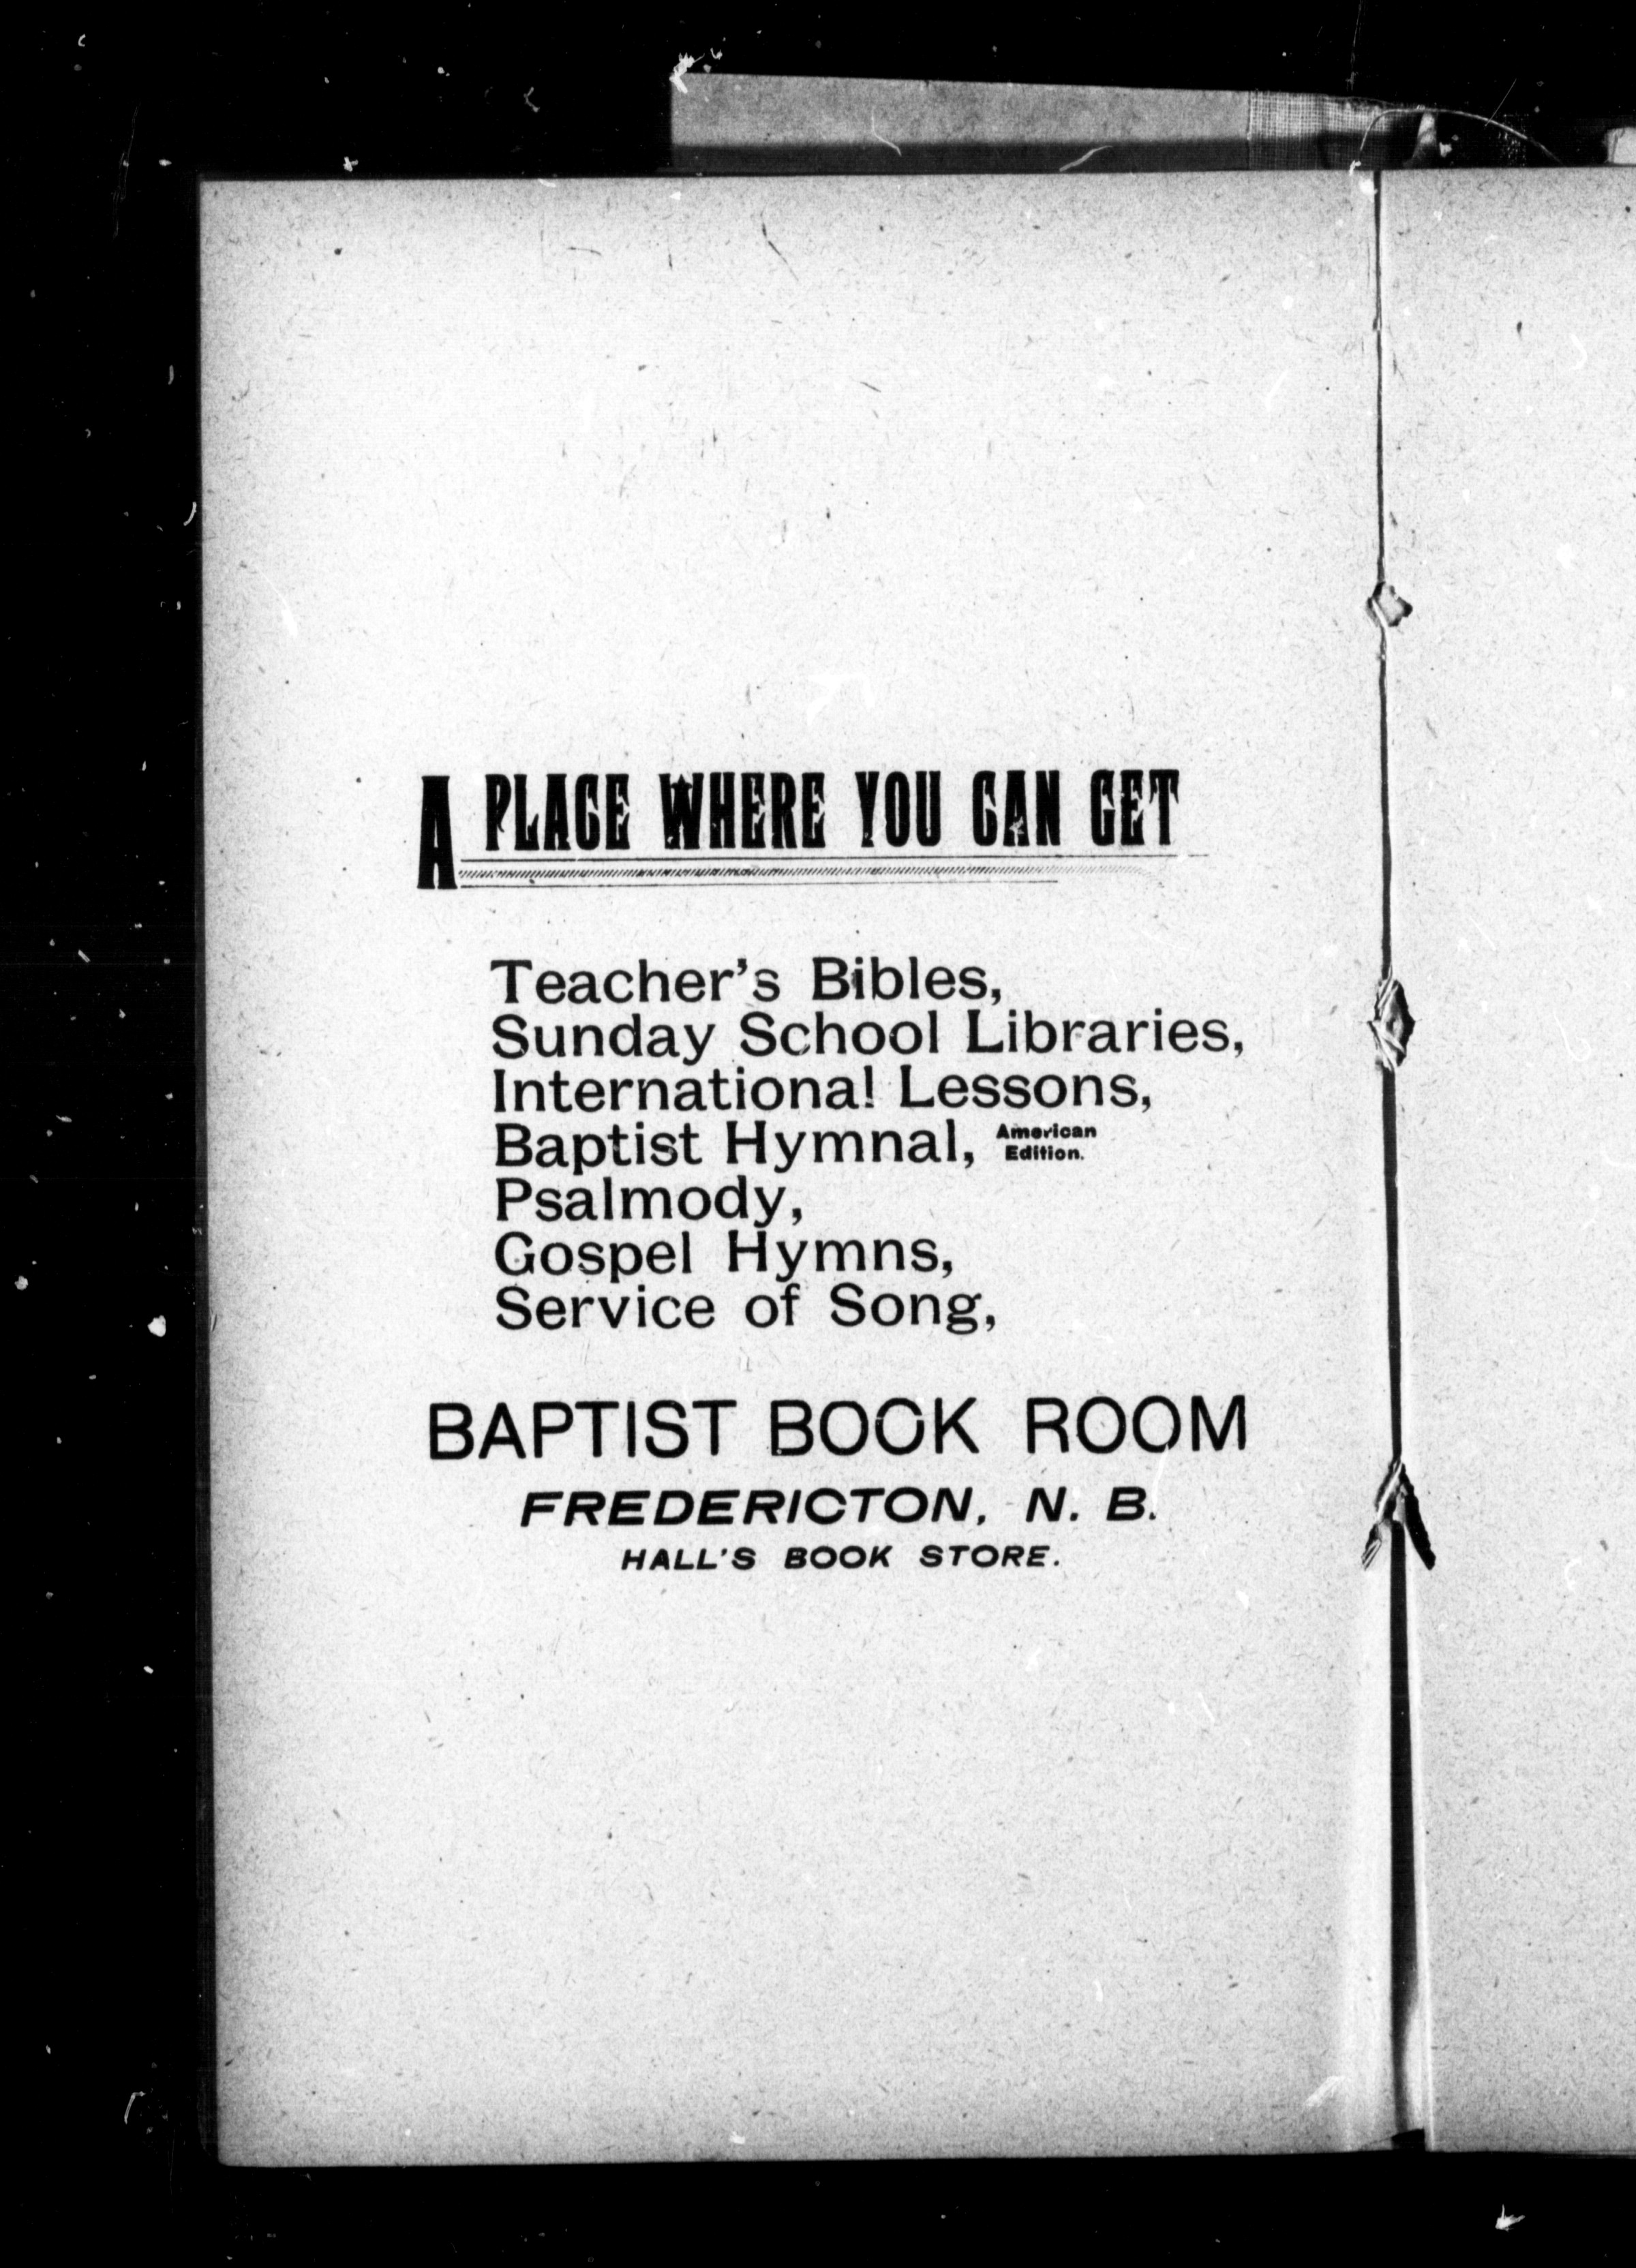 A PLACE WHERE YOU CAN GET
Teacher's Bibles,
Sunday School Libraries,
International Lessons,
Baptist Hymnal, American Edition.
Psalmody,
Gospel Hymns,
Service of Song,
BAPTIST BOOK ROOM
FREDERICTON, N. B.
HALL'S BOOK STORE.